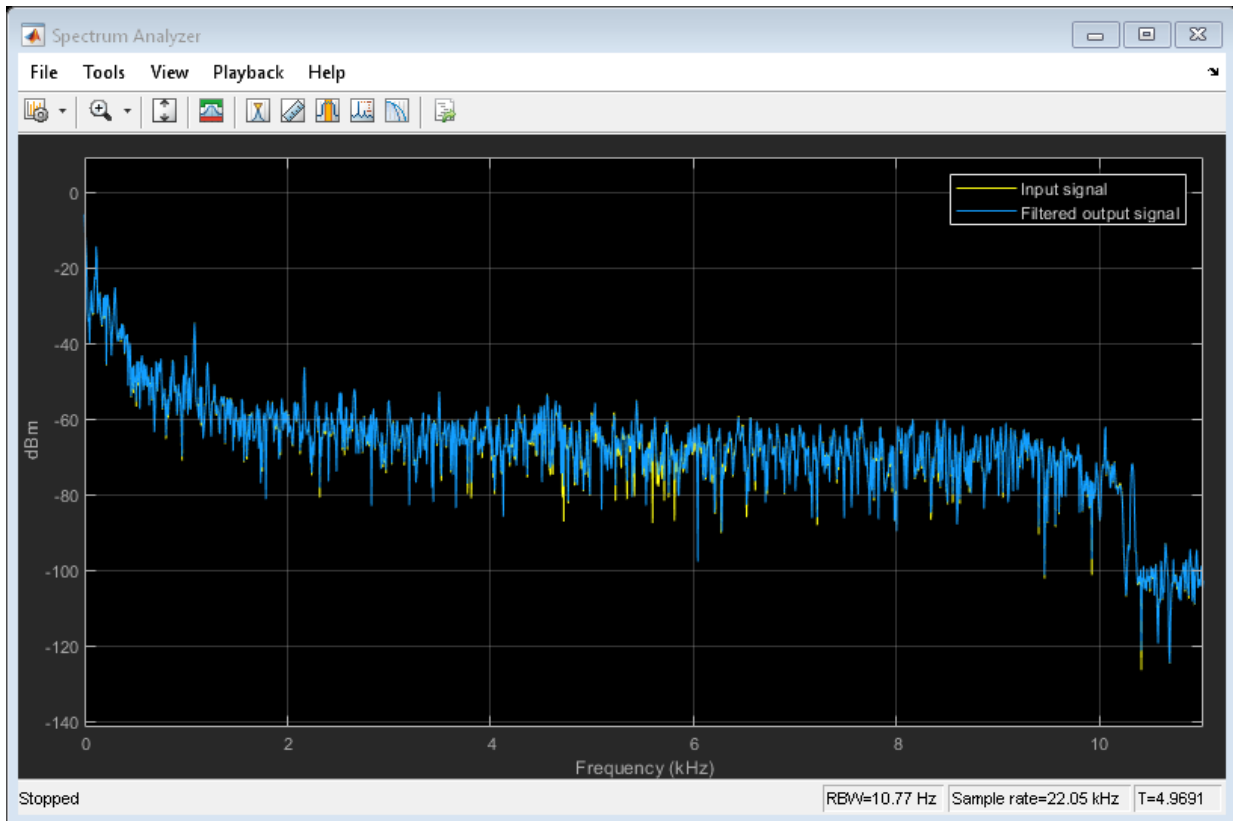 Spectrum Analyzer
File Tools View Playback Help
Input signal
Filtered output signal
0
-20
-40
-60
-80
-100
-120
-140
dBm
0 2 4 6 8 10
Frequency (kHz)
Stopped RBW=10.77 Hz Sample rate=22.05 kHz T=4.9691